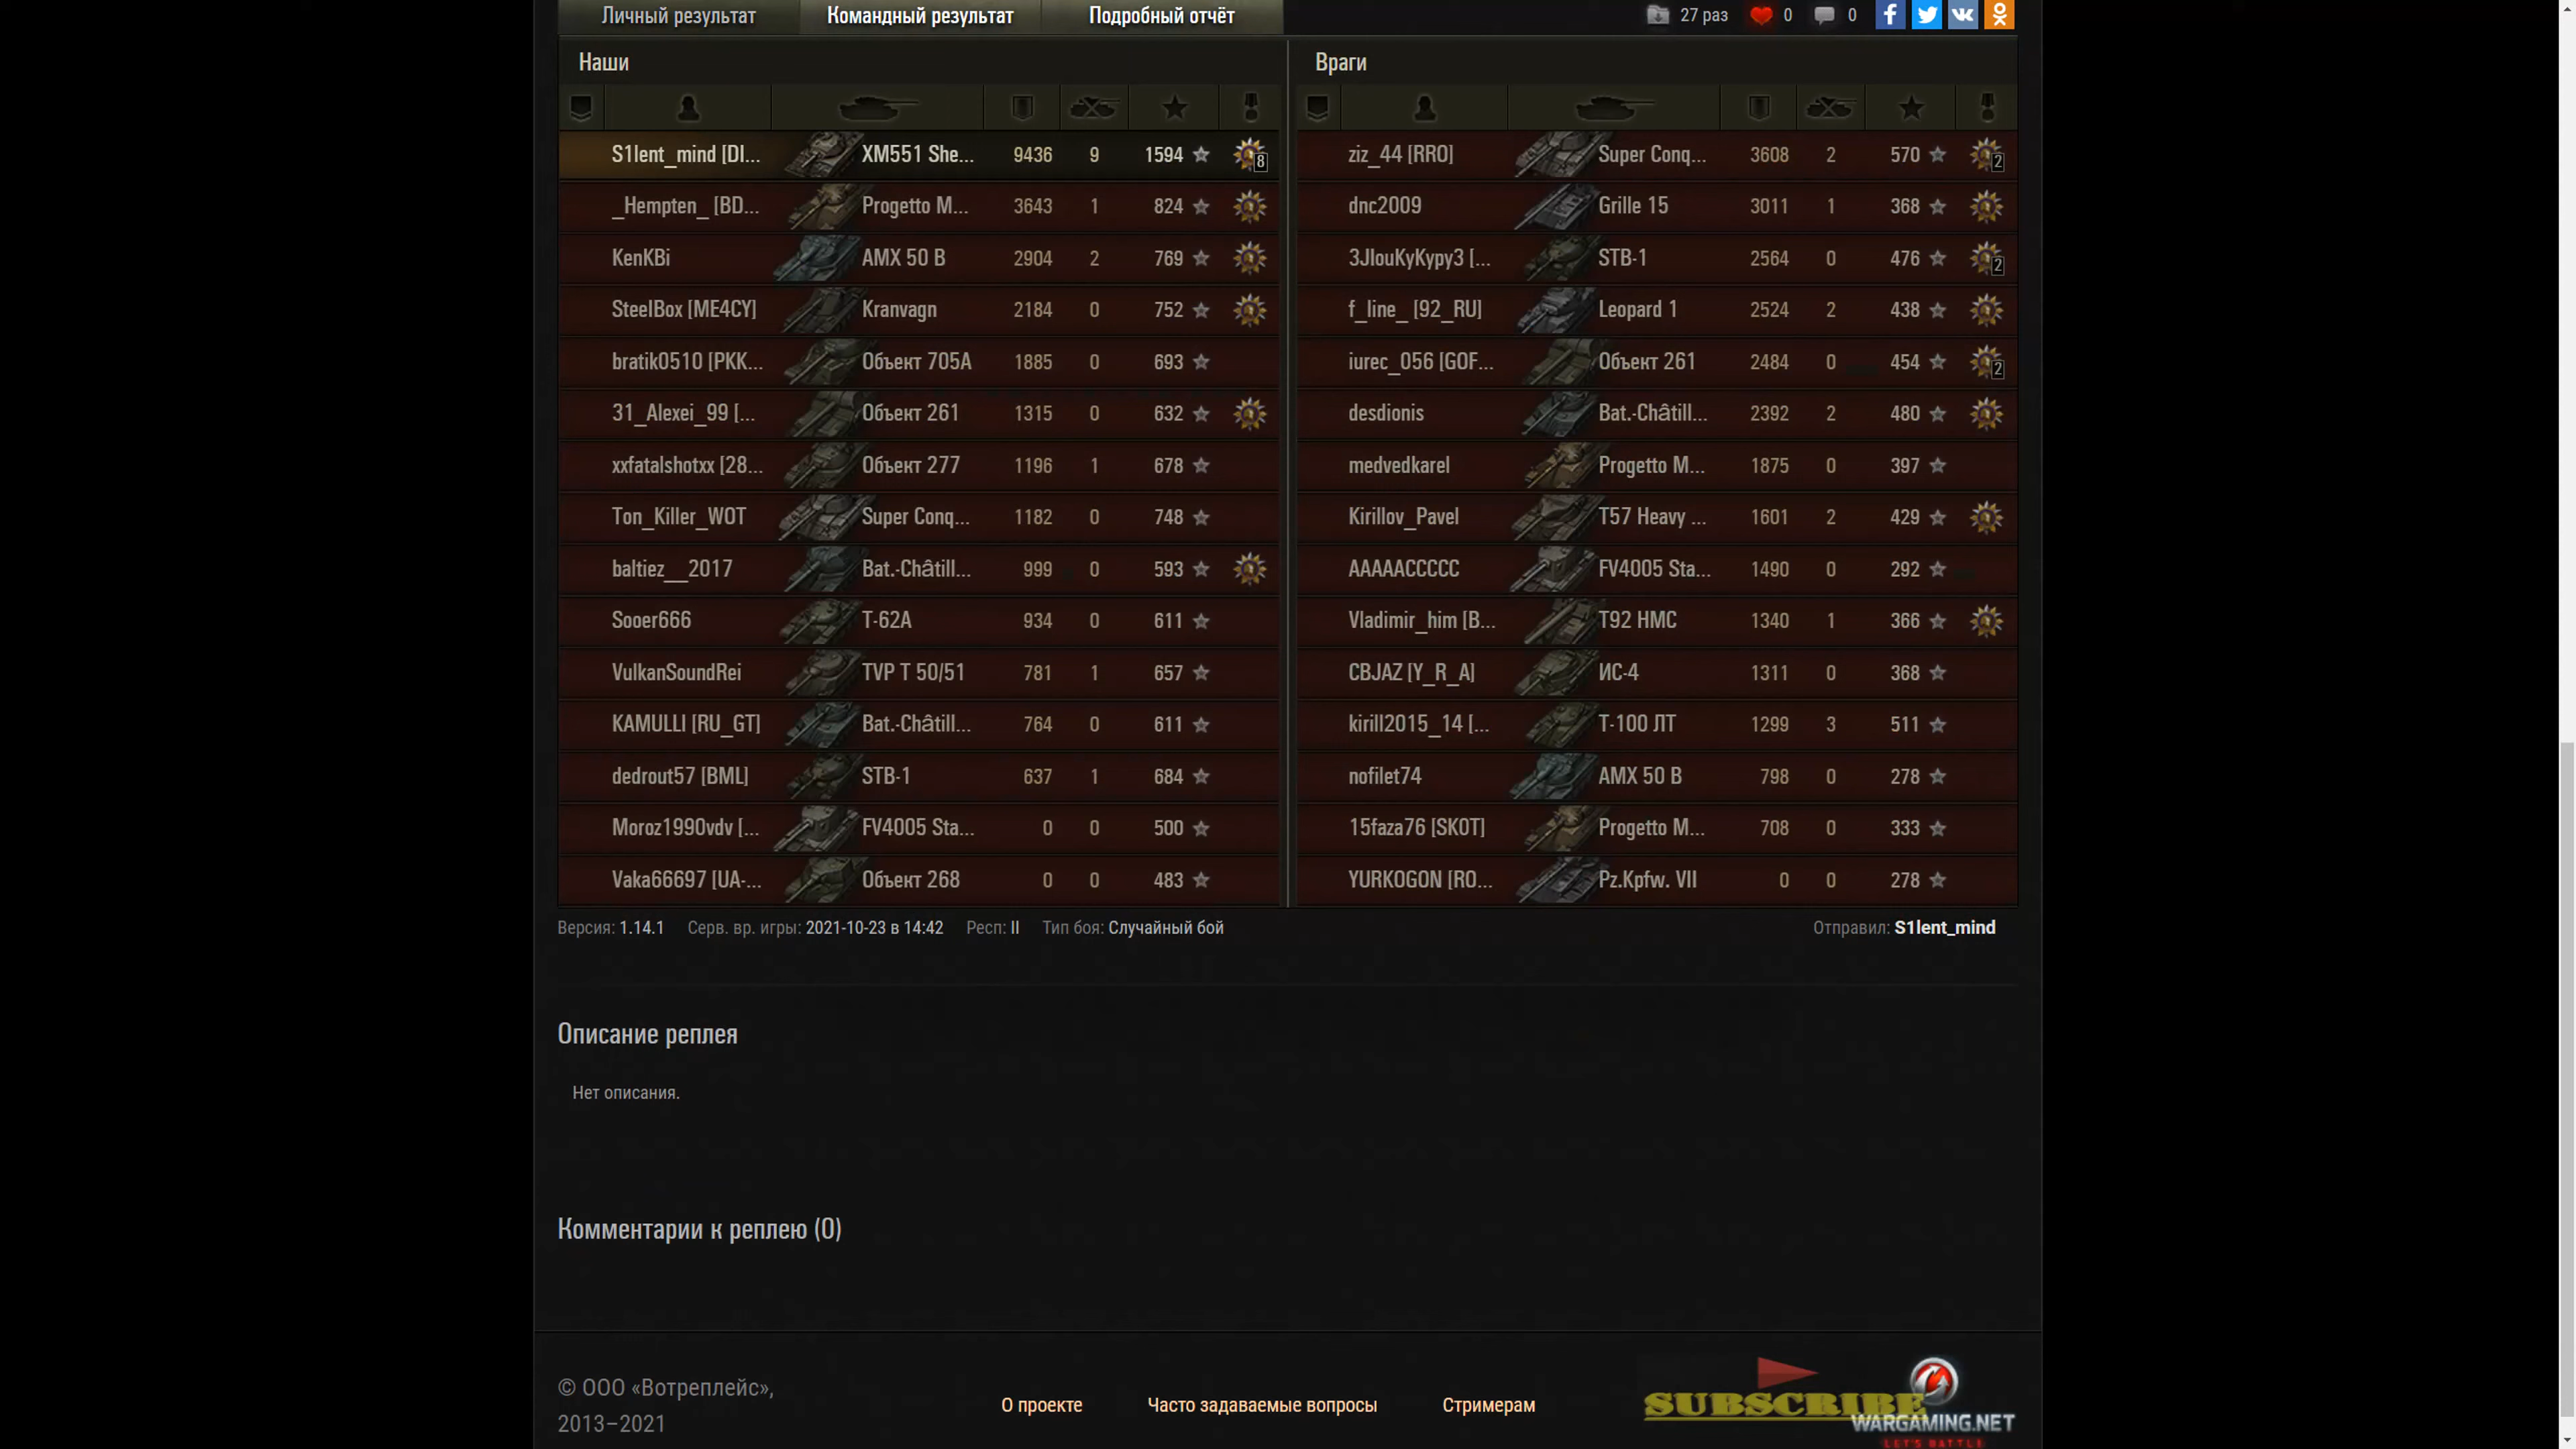 Личный результат Командный результат Подробный отчёт 27 раз 0 0
Наши
S1lent_mind [DI... XM551 She... 9436 9 1594 8
_Hempten_ [BD... Progetto M... 3643 1 824
KenKBi AMX 50 B 2904 2 769
SteelBox [ME4CY] Kranvagn 2184 0 752
bratik0510 [PKK... Объект 705А 1885 0 693
31_Alexei_99 [... Объект 261 1315 0 632
xxfatalshotxx [28... Объект 277 1196 1 678
Ton_Killer_WOT Super Conq... 1182 0 748
baltiez__2017 Bat.-Châtill... 999 0 593
Sooer666 T-62A 934 0 611
VulkanSoundRei TVP T 50/51 781 1 657
KAMULLI [RU_GT] Bat.-Châtill... 764 0 611
dedrout57 [BML] STB-1 637 1 684
Moroz1990vdv [... FV4005 Sta... 0 0 500
Vaka66697 [UA-... Объект 268 0 0 483
Враги
ziz_44 [RRO] Super Conq... 3608 2 570 2
dnc2009 Grille 15 3011 1 368
3JlouKyKypy3 [... STB-1 2564 0 476 2
f_line_ [92_RU] Leopard 1 2524 2 438
iurec_056 [GOF... Объект 261 2484 0 454 2
desdionis Bat.-Châtill... 2392 2 480
medvedkarel Progetto M... 1875 0 397
Kirillov_Pavel T57 Heavy ... 1601 2 429
AAAAACCCCC FV4005 Sta... 1490 0 292
Vladimir_him [B... T92 HMC 1340 1 366
CBJAZ [Y_R_A] ИС-4 1311 0 368
kirill2015_14 [... Т-100 ЛТ 1299 3 511
nofilet74 AMX 50 B 798 0 278
15faza76 [SKOT] Progetto M... 708 0 333
YURKOGON [RO... Pz.Kpfw. VII 0 0 278
Версия: 1.14.1 Серв. вр. игры: 2021-10-23 в 14:42 Респ: II Тип боя: Случайный бой Отправил: S1lent_mind
Описание реплея
Нет описания.
Комментарии к реплею (0)
© ООО «Вотреплейс»,
2013–2021
О проекте Часто задаваемые вопросы Стримерам
SUBSCRIBE
WARGAMING.NET
LET'S BATTLE